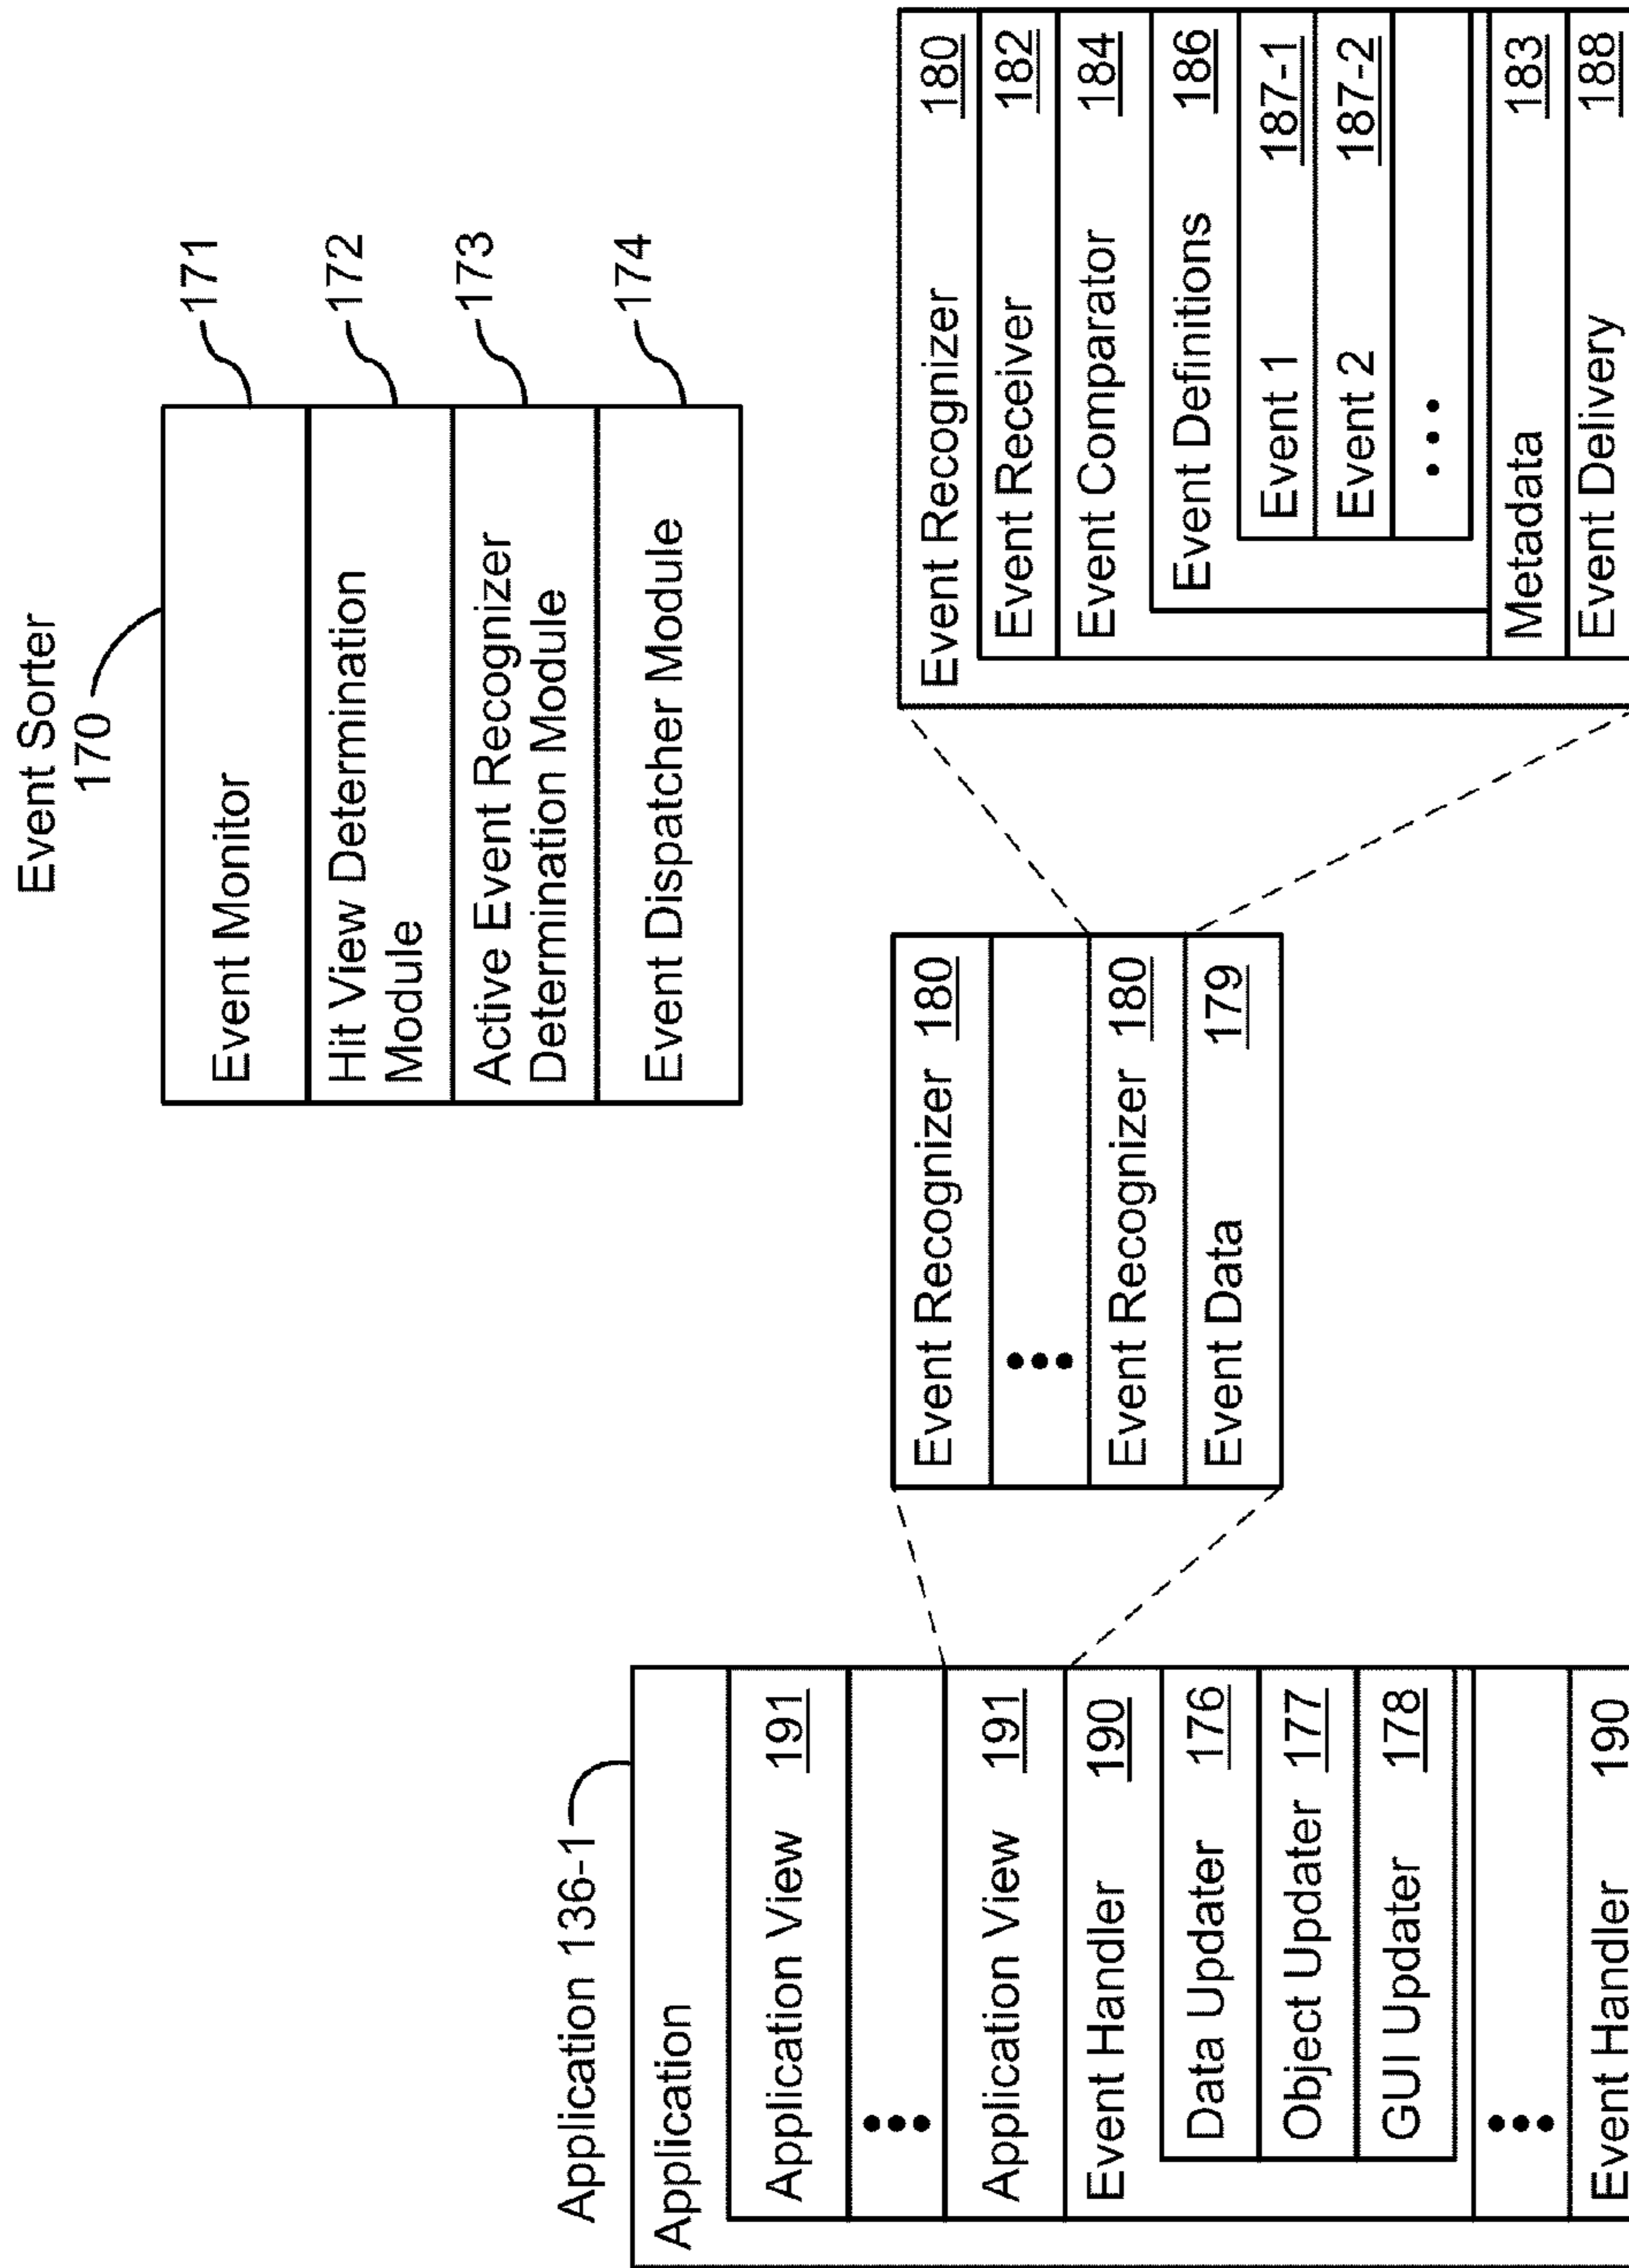 Event Sorter
170
Event Monitor
171
Hit View Determination
Module
172
Active Event Recognizer
Determination Module
173
Event Dispatcher Module
174
Application 136-1
Application
Application View 191
•••
Application View 191
Event Handler 190
Data Updater 176
Object Updater 177
GUI Updater 178
•••
Event Handler 190
Event Recognizer 180
•••
Event Recognizer 180
Event Data 179
Event Recognizer 180
Event Receiver 182
Event Comparator 184
Event Definitions 186
Event 1 187-1
Event 2 187-2
•••
Metadata 183
Event Delivery 188